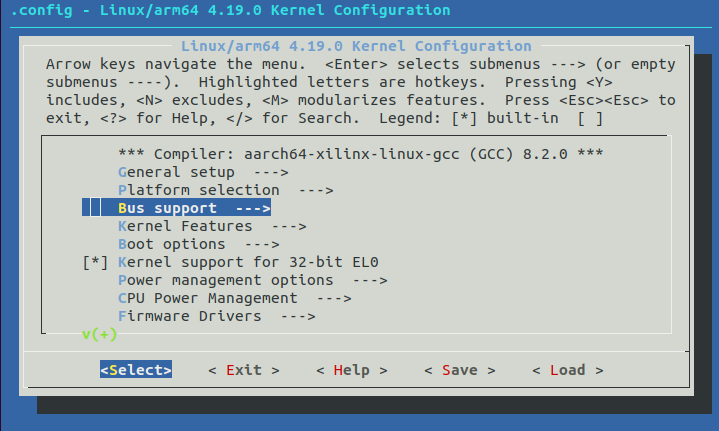 .config - Linux/arm64 4.19.0 Kernel Configuration
Linux/arm64 4.19.0 Kernel Configuration
Arrow keys navigate the menu.  <Enter> selects submenus ---> (or empty
submenus ----).  Highlighted letters are hotkeys.  Pressing <Y>
includes, <N> excludes, <M> modularizes features.  Press <Esc><Esc> to
exit, <?> for Help, </> for Search.  Legend: [*] built-in  [ ]
*** Compiler: aarch64-xilinx-linux-gcc (GCC) 8.2.0 ***
General setup  --->
Platform selection  --->
Bus support  --->
Kernel Features  --->
Boot options  --->
[*] Kernel support for 32-bit EL0
Power management options  --->
CPU Power Management  --->
Firmware Drivers  --->
v(+)
<Select>    < Exit >    < Help >    < Save >    < Load >